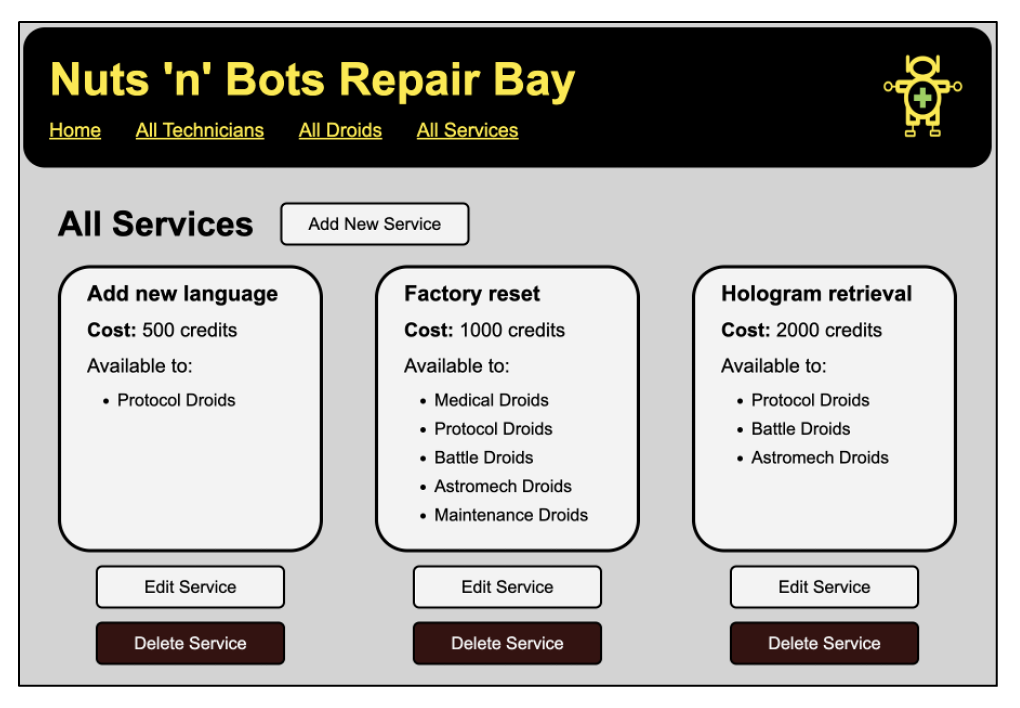 Nuts 'n' Bots Repair Bay
Home All Technicians All Droids All Services
All Services Add New Service
Add new language
Cost: 500 credits
Available to:
• Protocol Droids
Edit Service
Delete Service
Factory reset
Cost: 1000 credits
Available to:
• Medical Droids
• Protocol Droids
• Battle Droids
• Astromech Droids
• Maintenance Droids
Edit Service
Delete Service
Hologram retrieval
Cost: 2000 credits
Available to:
• Protocol Droids
• Battle Droids
• Astromech Droids
Edit Service
Delete Service